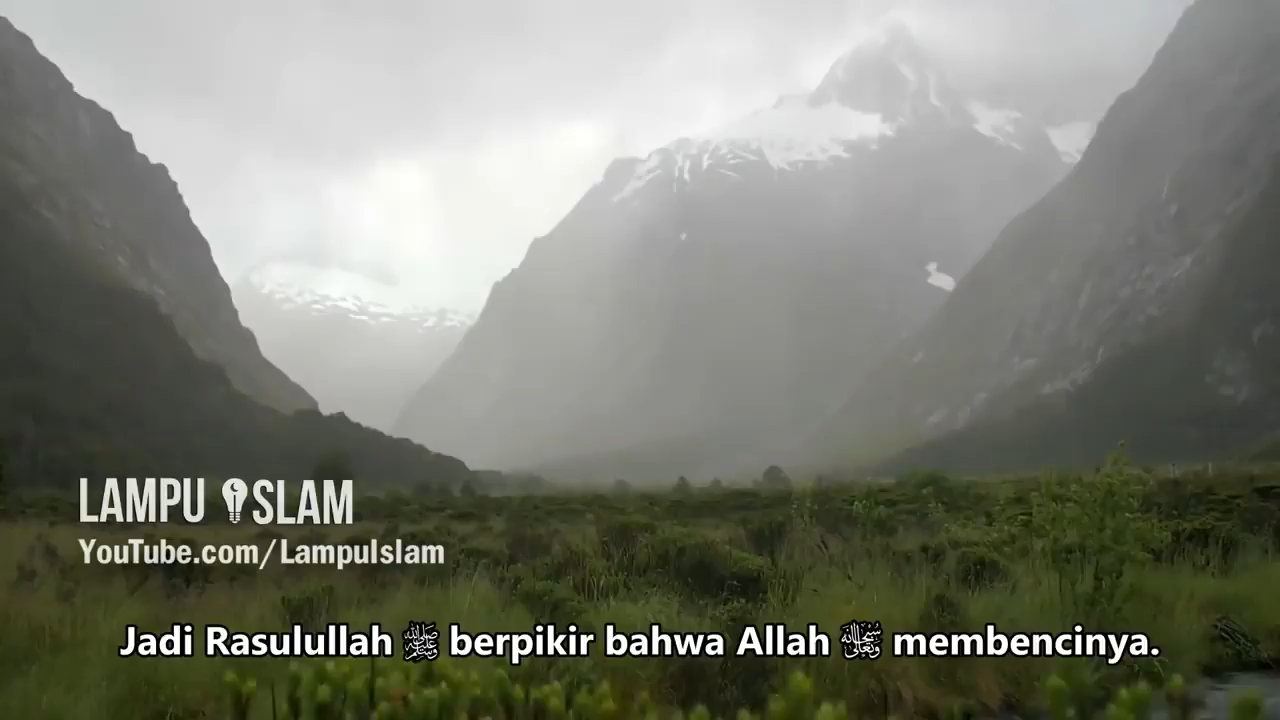 LAMPU ISLAM
YouTube.com/LampuIslam
Jadi Rasulullah ﷺ berpikir bahwa Allah ﷻ membencinya.